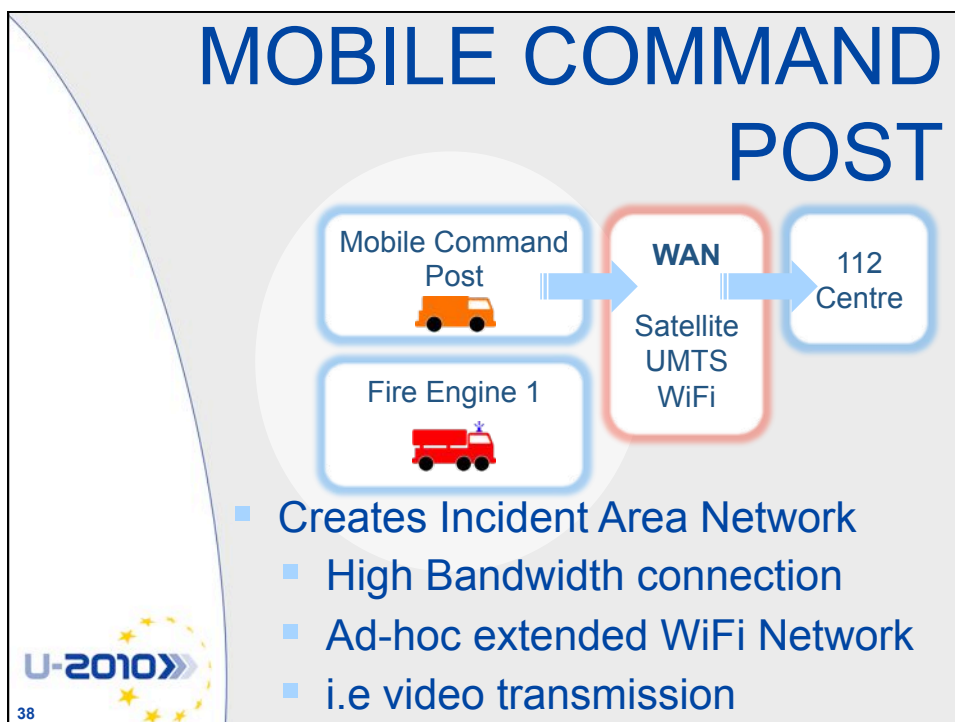 MOBILE COMMAND
POST
Mobile Command
Post
WAN
Satellite
UMTS
WiFi
112
Centre
Fire Engine 1
Creates Incident Area Network
High Bandwidth connection
Ad-hoc extended WiFi Network
i.e video transmission
U-2010
38